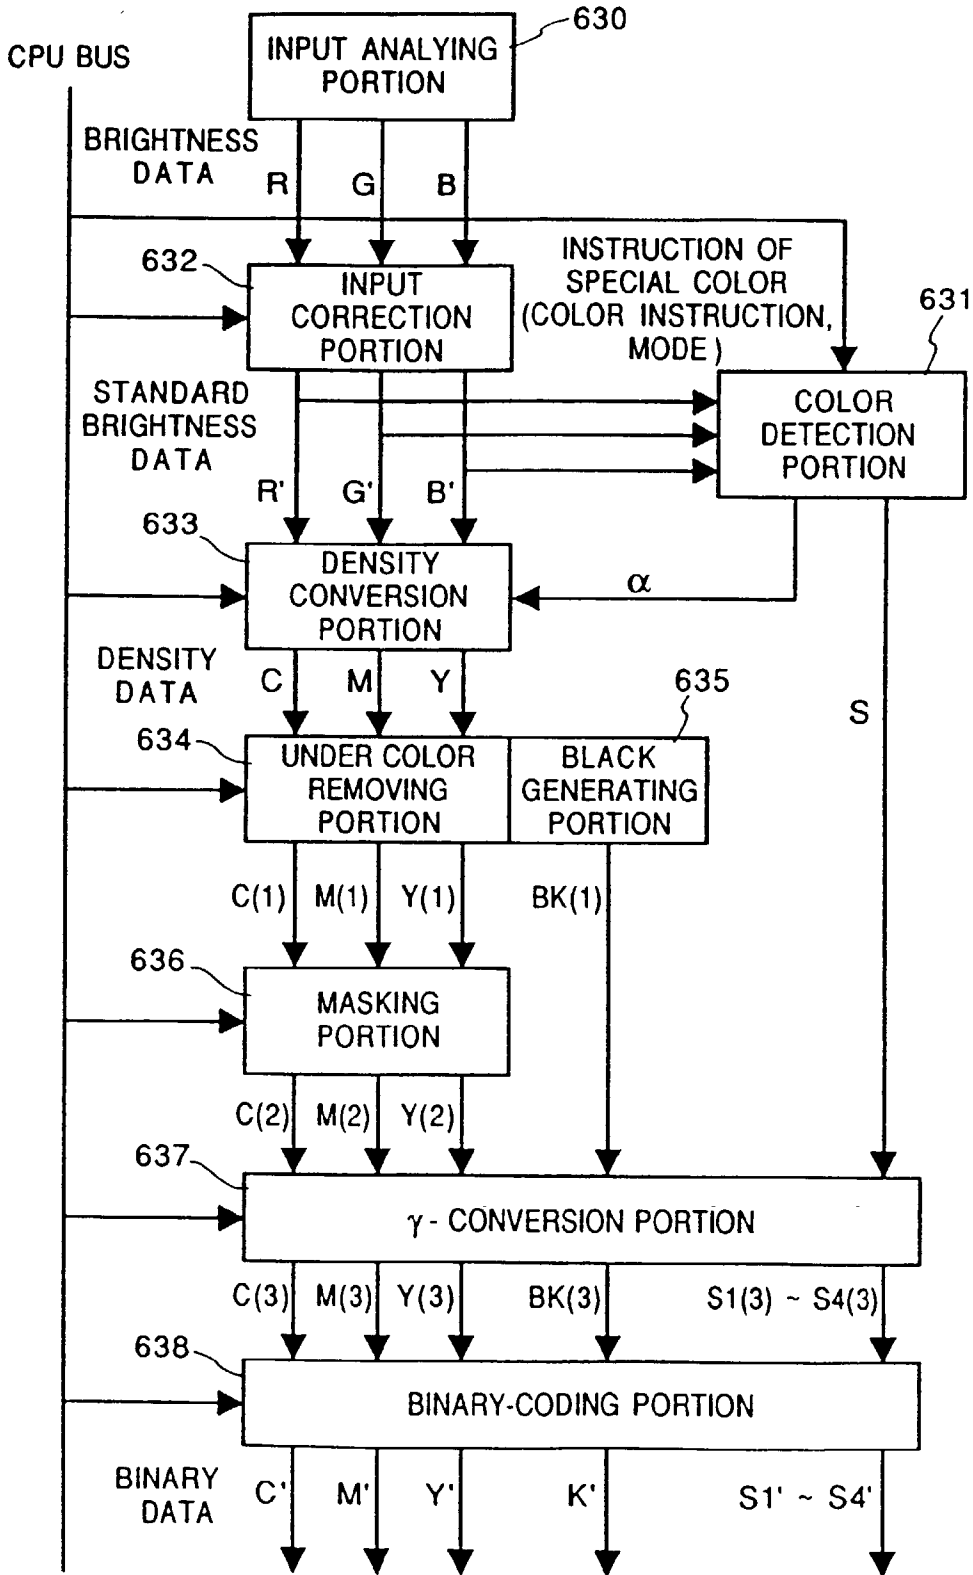 630
CPU BUS
INPUT ANALYING
PORTION
BRIGHTNESS
DATA
R G B
632
INPUT
CORRECTION
PORTION
INSTRUCTION OF
SPECIAL COLOR
(COLOR INSTRUCTION,
MODE)
631
COLOR
DETECTION
PORTION
STANDARD
BRIGHTNESS
DATA
R' G' B'
633
DENSITY
CONVERSION
PORTION
α
DENSITY
DATA
C M Y
635
S
634
UNDER COLOR
REMOVING
PORTION
BLACK
GENERATING
PORTION
C(1) M(1) Y(1) BK(1)
636
MASKING
PORTION
C(2) M(2) Y(2)
637
γ - CONVERSION PORTION
C(3) M(3) Y(3) BK(3) S1(3) ~ S4(3)
638
BINARY-CODING PORTION
BINARY
DATA
C' M' Y' K' S1' ~ S4'